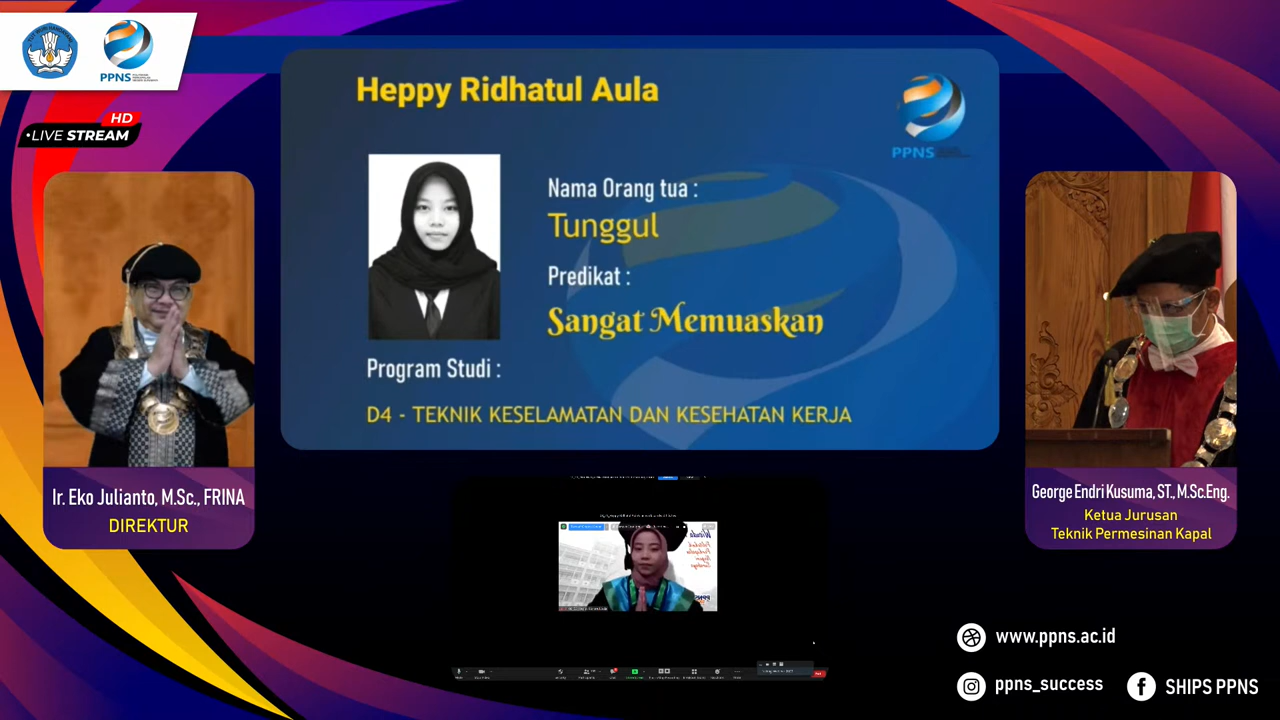 PPNS
HD
LIVE STREAM
Heppy Ridhatul Aula
PPNS
Nama Orang tua :
Tunggul
Predikat :
Sangat Memuaskan
Program Studi :
D4 - TEKNIK KESELAMATAN DAN KESEHATAN KERJA
Ir. Eko Julianto, M.Sc., FRINA
DIREKTUR
George Endri Kusuma, ST., M.Sc.Eng.
Ketua Jurusan
Teknik Permesinan Kapal
www.ppns.ac.id
ppns_success
SHIPS PPNS